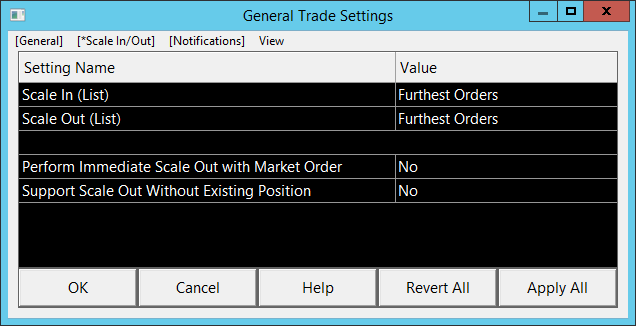 General Trade Settings
[General] [*Scale In/Out] [Notifications] View
Setting Name Value
Scale In (List) Furthest Orders
Scale Out (List) Furthest Orders
Perform Immediate Scale Out with Market Order No
Support Scale Out Without Existing Position No
OK Cancel Help Revert All Apply All